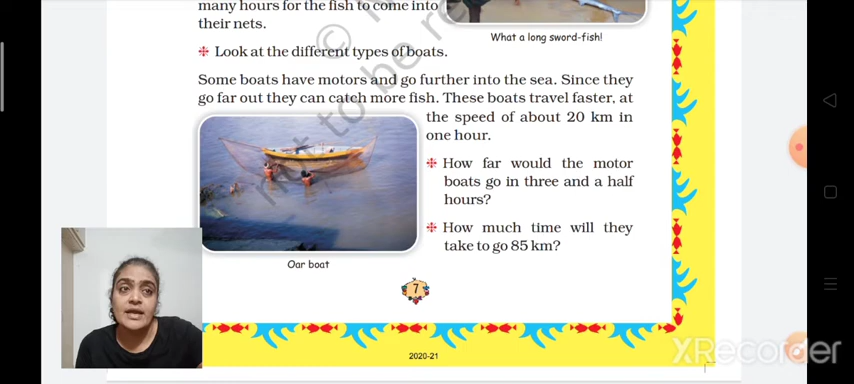 many hours for the fish to come into
their nets.
What a long sword-fish!
Look at the different types of boats.
Some boats have motors and go further into the sea. Since they
go far out they can catch more fish. These boats travel faster, at
the speed of about 20 km in
one hour.
How far would the motor
boats go in three and a half
hours?
How much time will they
take to go 85 km?
Oar boat
7
2020-21
XRecorder